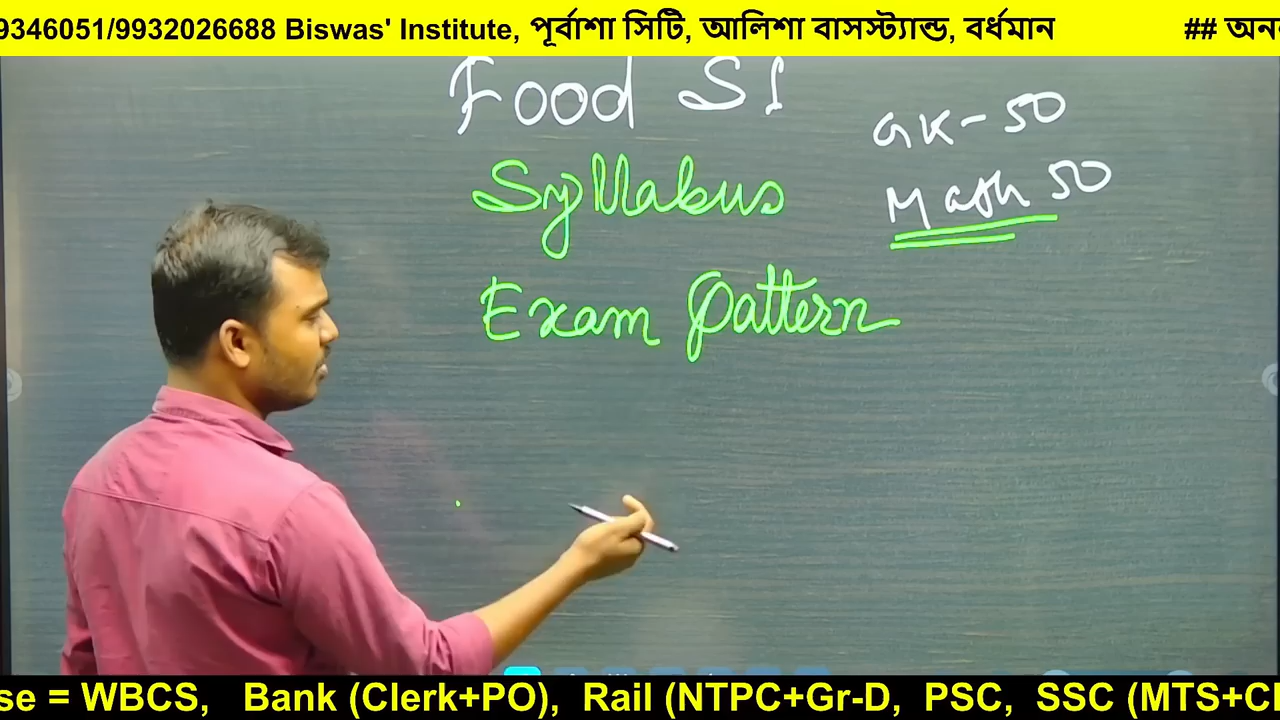 9346051/9932026688 Biswas' Institute, পূর্বাশা সিটি, আলিশা বাসস্ট্যান্ড, বর্ধমান ## অন
Food SI
GK-50
Syllabus
Math 50
Exam Pattern
se = WBCS, Bank (Clerk+PO), Rail (NTPC+Gr-D, PSC, SSC (MTS+C